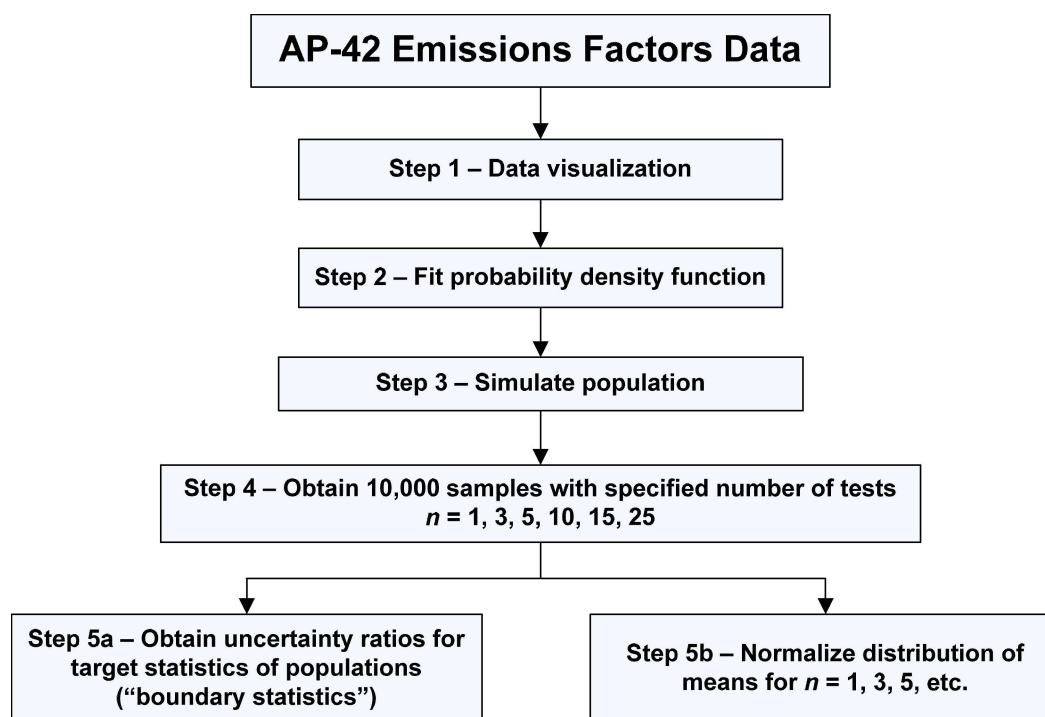 AP-42 Emissions Factors Data
Step 1 – Data visualization
Step 2 – Fit probability density function
Step 3 – Simulate population
Step 4 – Obtain 10,000 samples with specified number of tests
n = 1, 3, 5, 10, 15, 25
Step 5a – Obtain uncertainty ratios for
target statistics of populations
(“boundary statistics”)
Step 5b – Normalize distribution of
means for n = 1, 3, 5, etc.